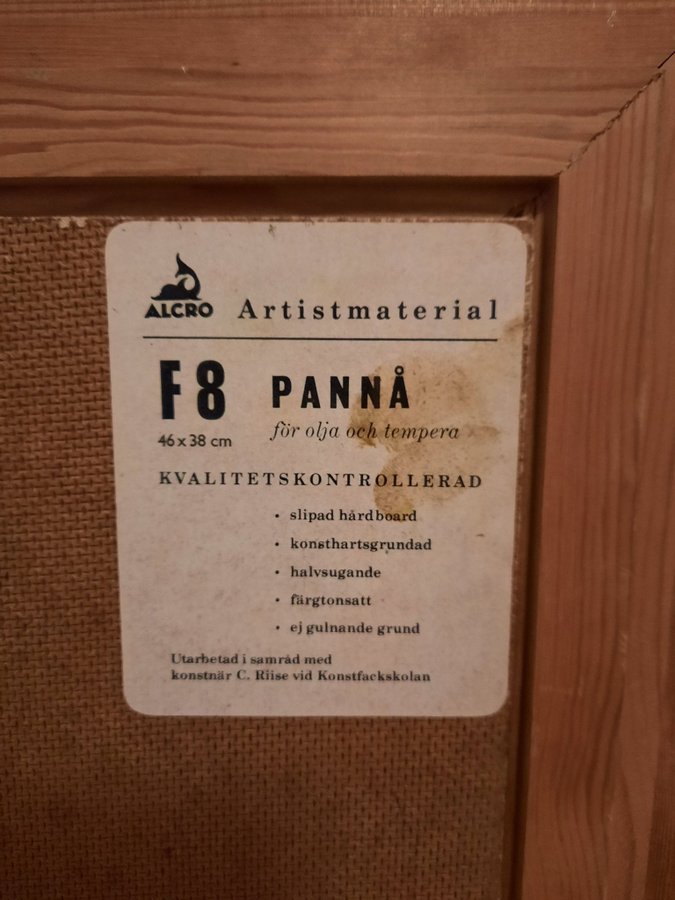 ALCRO Artistmaterial
F8 PANNÅ
46 x 38 cm för olja och tempera
KVALITETSKONTROLLERAD
• slipad hårdboard
• konsthartsgrundad
• halvsugande
• färgtonsatt
• ej gulnande grund
Utarbetad i samråd med
konstnär C. Riise vid Konstfackskolan